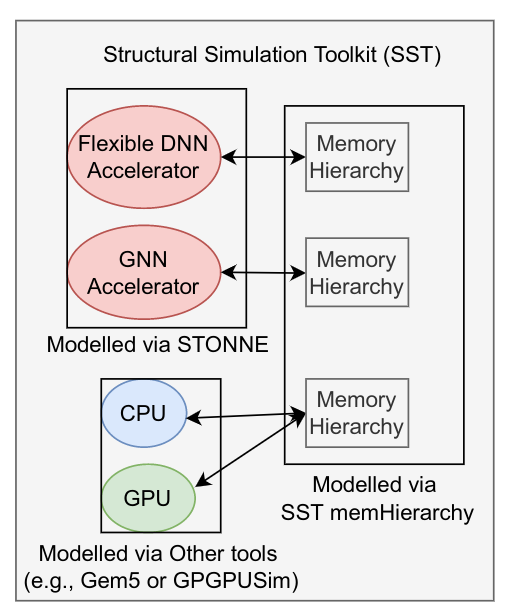 Structural Simulation Toolkit (SST)
Flexible DNN
Accelerator
Memory
Hierarchy
GNN
Accelerator
Memory
Hierarchy
Modelled via STONNE
CPU
Memory
Hierarchy
GPU
Modelled via
SST memHierarchy
Modelled via Other tools
(e.g., Gem5 or GPGPUSim)